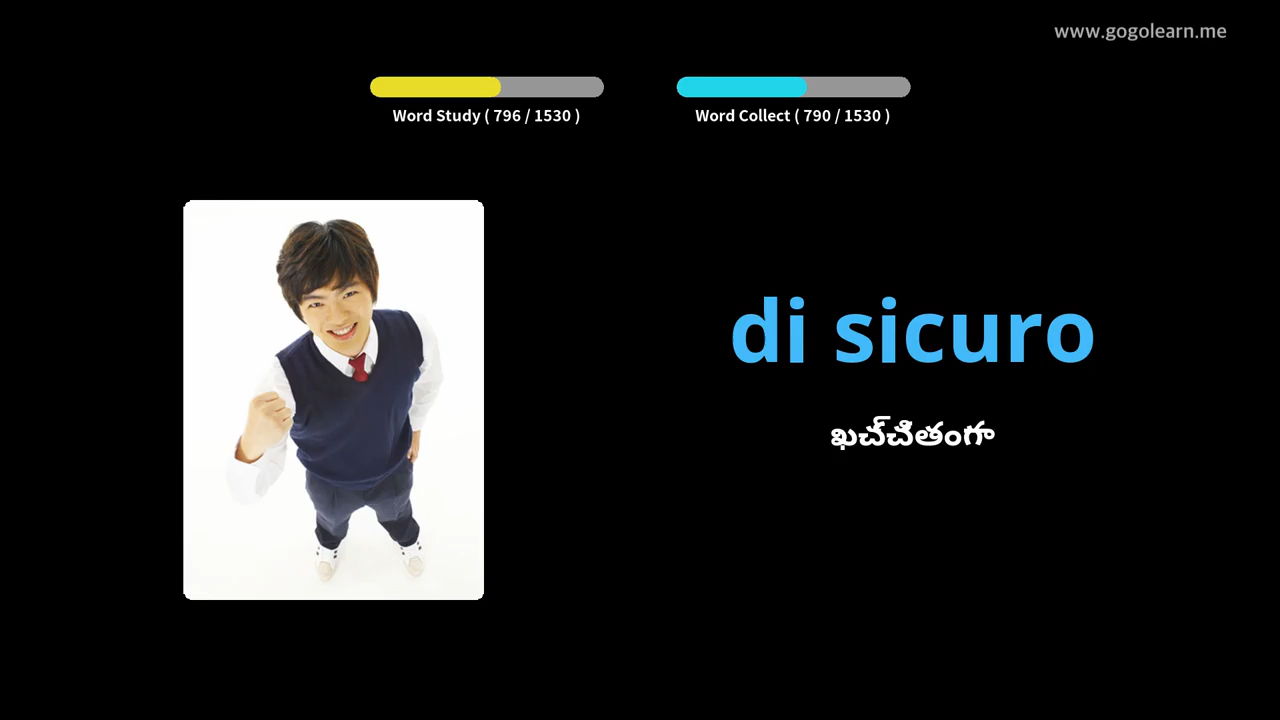 www.gogolearn.me
Word Study ( 796 / 1530 )
Word Collect ( 790 / 1530 )
di sicuro
ఖచ్చితంగా